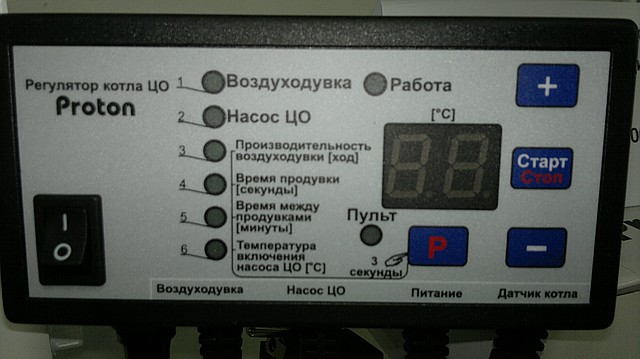 Регулятор котла ЦО
Proton
1 Воздуходувка
Работа
2 Насос ЦО
[°C]
3 Производительность
воздуходувки [ход]
4 Время продувки
[секунды]
5 Время между
продувками
[минуты]
6 Температура
включения
насоса ЦО [°C]
+
Старт
Стоп
Пульт
P
3
секунды
−
I
O
Воздуходувка Насос ЦО Питание Датчик котла